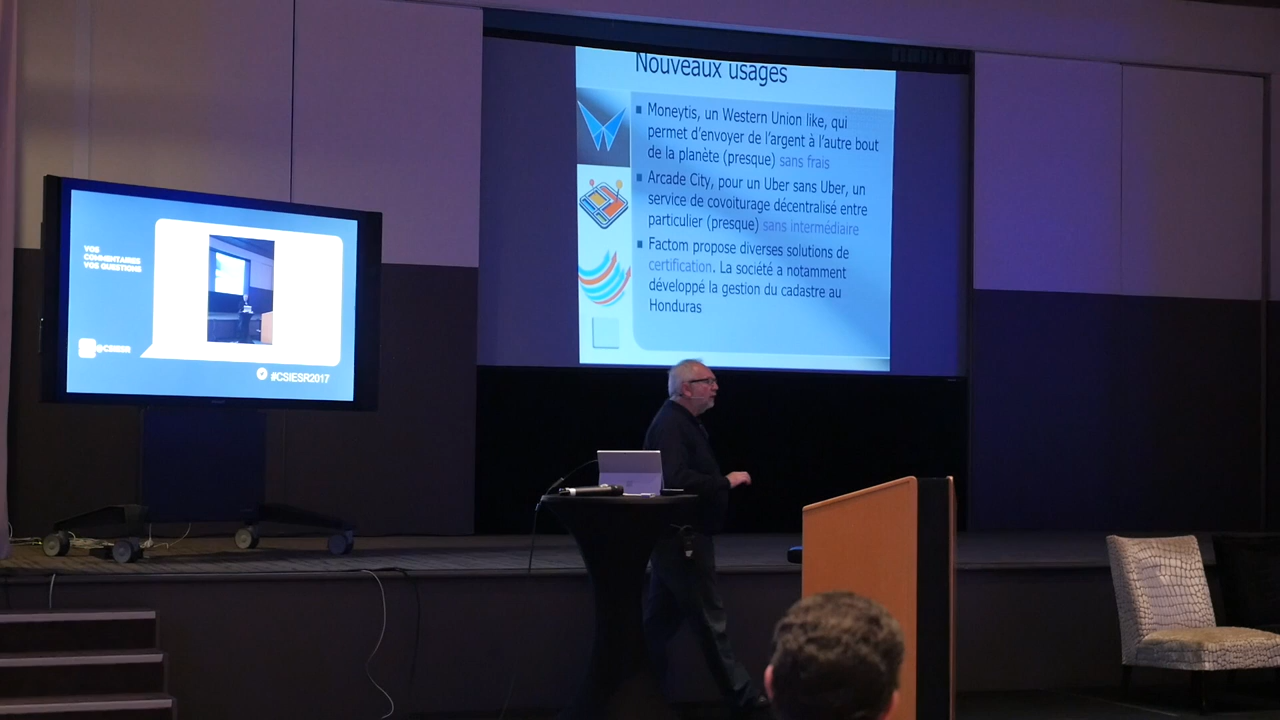 Nouveaux usages
Moneytis, un Western Union like, qui
permet d'envoyer de l'argent à l'autre bout
de la planète (presque) sans frais
Arcade City, pour un Uber sans Uber, un
service de covoiturage décentralisé entre
particulier (presque) sans intermédiaire
Factom propose diverses solutions de
certification. La société a notamment
développé la gestion du cadastre au
Honduras
VOS
COMMENTAIRES
VOS QUESTIONS
@CSIESR
#CSIESR2017